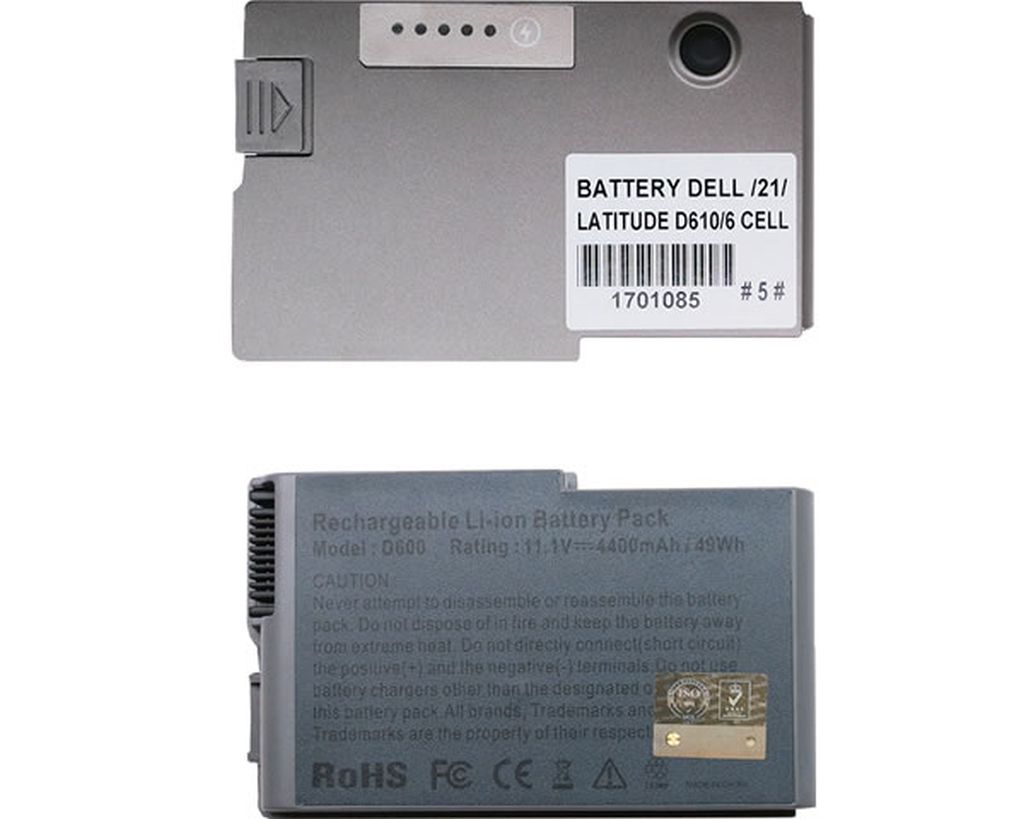 BATTERY DELL /21/
LATITUDE D610/6 CELL
1701085
# 5 #
Rechargeable Li-ion Battery Pack
Model : D600 Rating : 11.1V⎓4400mAh / 49Wh
CAUTION :
Never attempt to disassemble or reassemble the battery
pack. Do not dispose of in fire and keep the battery away
from extreme heat. Do not directly connect(short circuit)
the positive(+) and the negative(-) terminals. Do not use
battery chargers other than the designated
this battery pack. All brands, Trademarks and
Trademarks are the property of their respect
ISO
RoHS FC CE